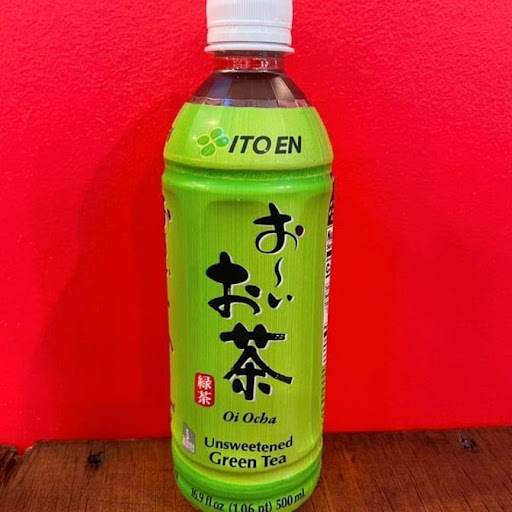 ITO EN
お〜い
お茶
緑茶
Oi Ocha
Unsweetened
Green Tea
16.9 fl oz (1.06 pt) 500 ml